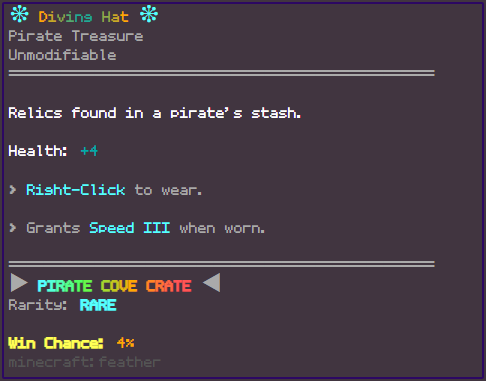 ❇ Diving Hat ❇
Pirate Treasure
Unmodifiable
Relics found in a pirate's stash.
Health: +4
> Right-Click to wear.
> Grants Speed III when worn.
▶ PIRATE COVE CRATE ◀
Rarity: RARE
Win Chance: 4%
minecraft:feather